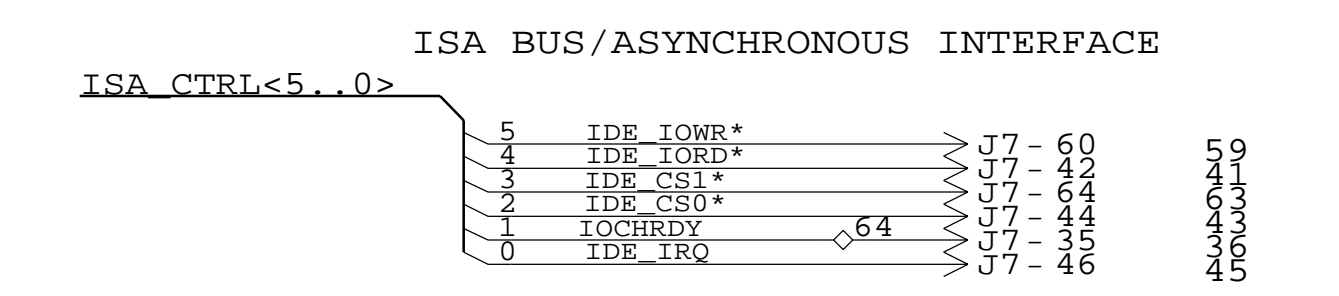 ISA BUS/ASYNCHRONOUS INTERFACE
ISA_CTRL<5..0>
5 IDE_IOWR* J7-60 59
4 IDE_IORD* J7-42 41
3 IDE_CS1* J7-64 63
2 IDE_CS0* J7-44 43
1 IOCHRDY 64 J7-35 36
0 IDE_IRQ J7-46 45